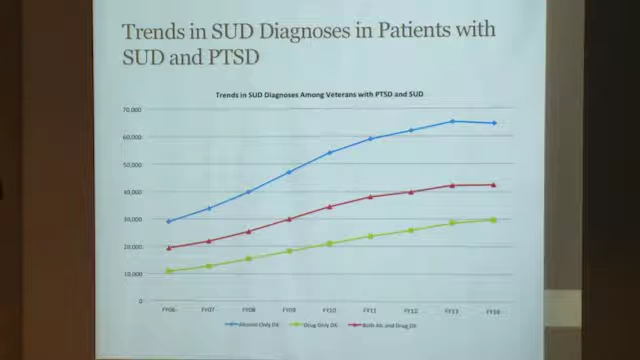 Trends in SUD Diagnoses in Patients with
SUD and PTSD
Trends in SUD Diagnoses Among Veterans with PTSD and SUD
70,000
60,000
50,000
40,000
30,000
20,000
10,000
0
FY06 FY07 FY08 FY09 FY10 FY11 FY12 FY13
Alcohol Only DX Drug Only DX Both Alc and Drug DX